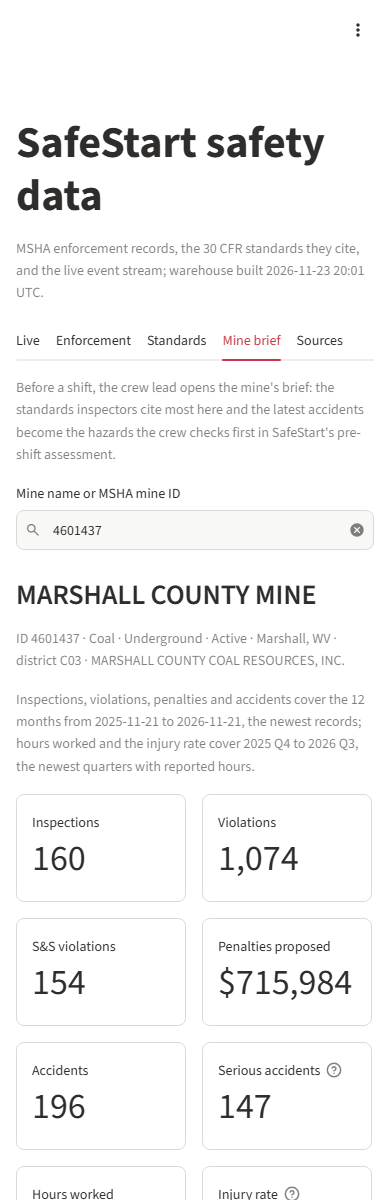 SafeStart safety
data
MSHA enforcement records, the 30 CFR standards they cite,
and the live event stream; warehouse built 2026-11-23 20:01
UTC.
Live Enforcement Standards Mine brief Sources
Before a shift, the crew lead opens the mine's brief: the
standards inspectors cite most here and the latest accidents
become the hazards the crew checks first in SafeStart's pre-
shift assessment.
Mine name or MSHA mine ID
4601437
MARSHALL COUNTY MINE
ID 4601437 · Coal · Underground · Active · Marshall, WV ·
district C03 · MARSHALL COUNTY COAL RESOURCES, INC.
Inspections, violations, penalties and accidents cover the 12
months from 2025-11-21 to 2026-11-21, the newest records;
hours worked and the injury rate cover 2025 Q4 to 2026 Q3,
the newest quarters with reported hours.
Inspections
160
Violations
1,074
S&S violations
154
Penalties proposed
$715,984
Accidents
196
Serious accidents
147
Hours worked
Injury rate